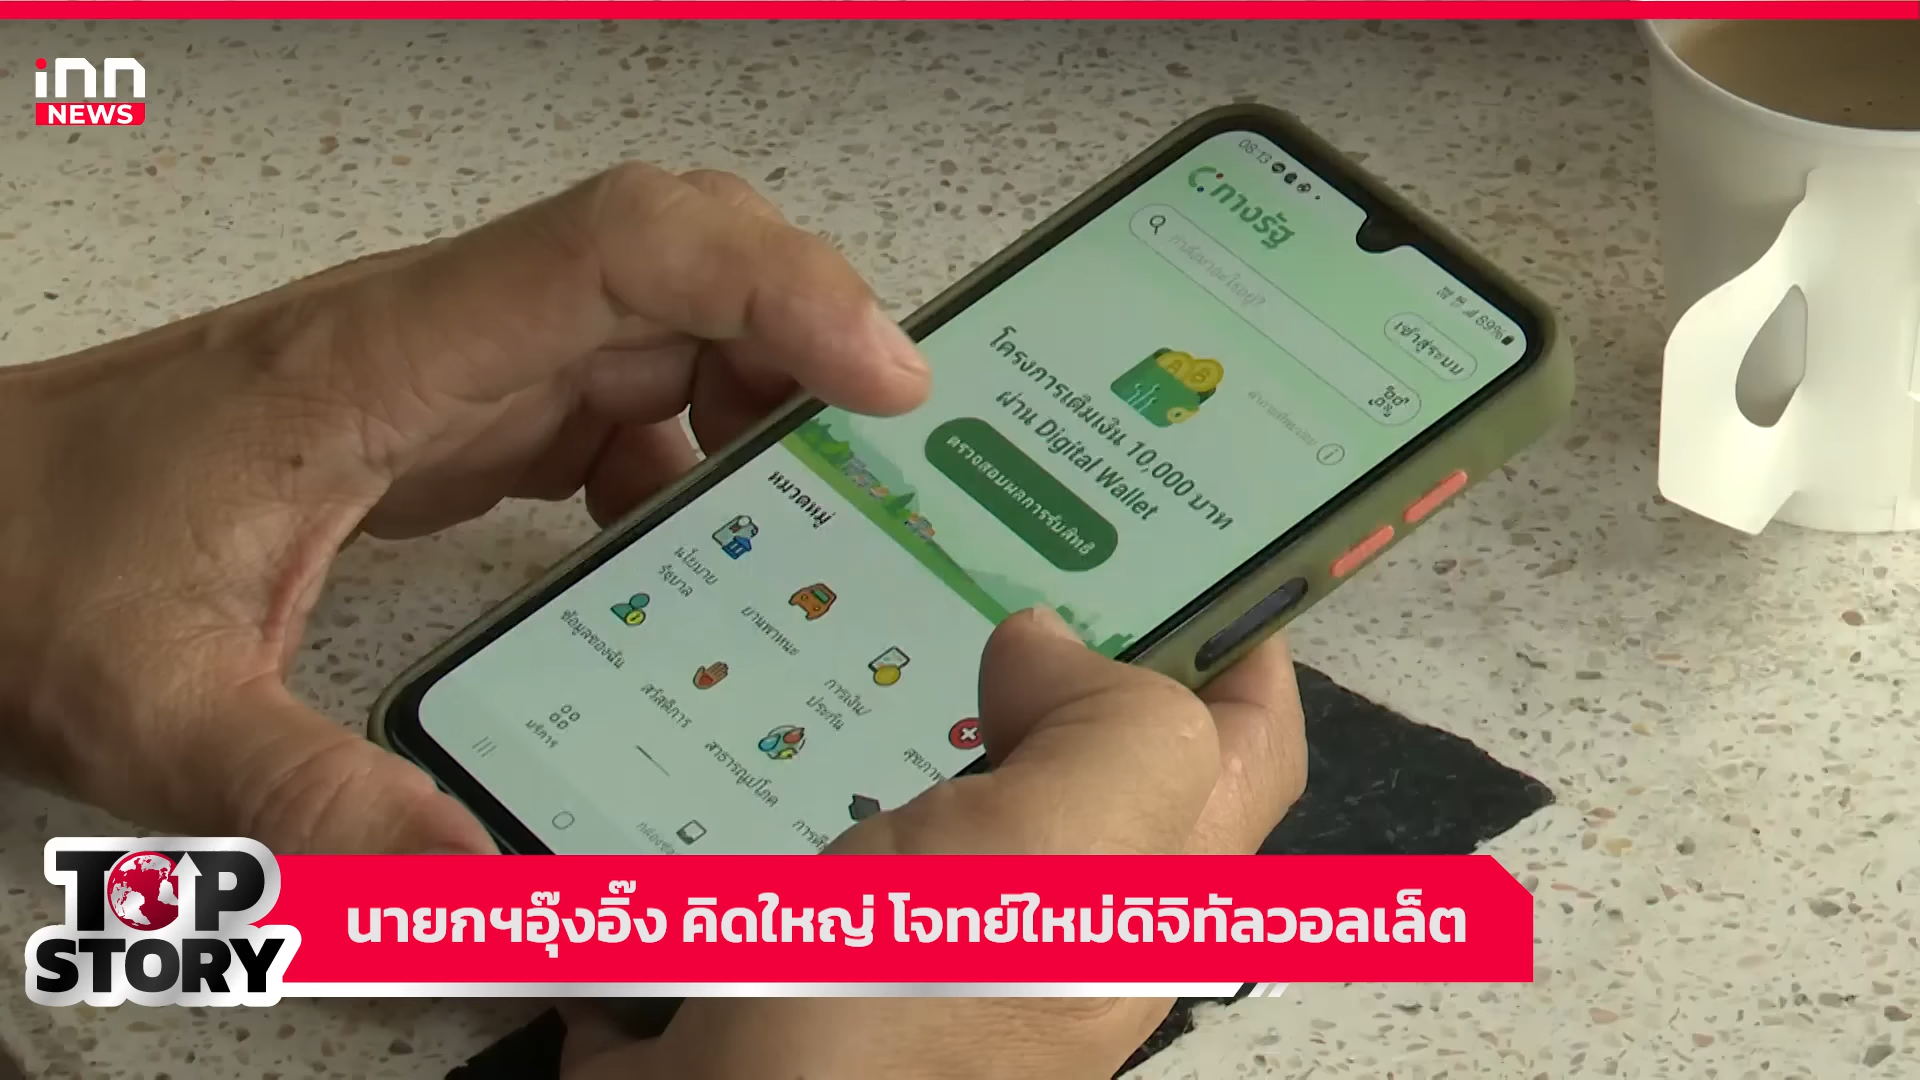 inn
NEWS
08:13
89%
ทางรัฐ
เข้าสู่ระบบ
โครงการเติมเงิน 10,000 บาท
ผ่าน Digital Wallet
ตรวจสอบผลการรับสิทธิ
หมวดหมู่
นโยบาย
รัฐบาล
ยานพาหนะ
การเงิน/
ประกัน
สุขภาพ
ข้อมูลของฉัน
สวัสดิการ
สาธารณูปโภค
บริการ
TOP
STORY
นายกฯอุ๊งอิ๊ง คิดใหญ่ โจทย์ใหม่ดิจิทัลวอลเล็ต